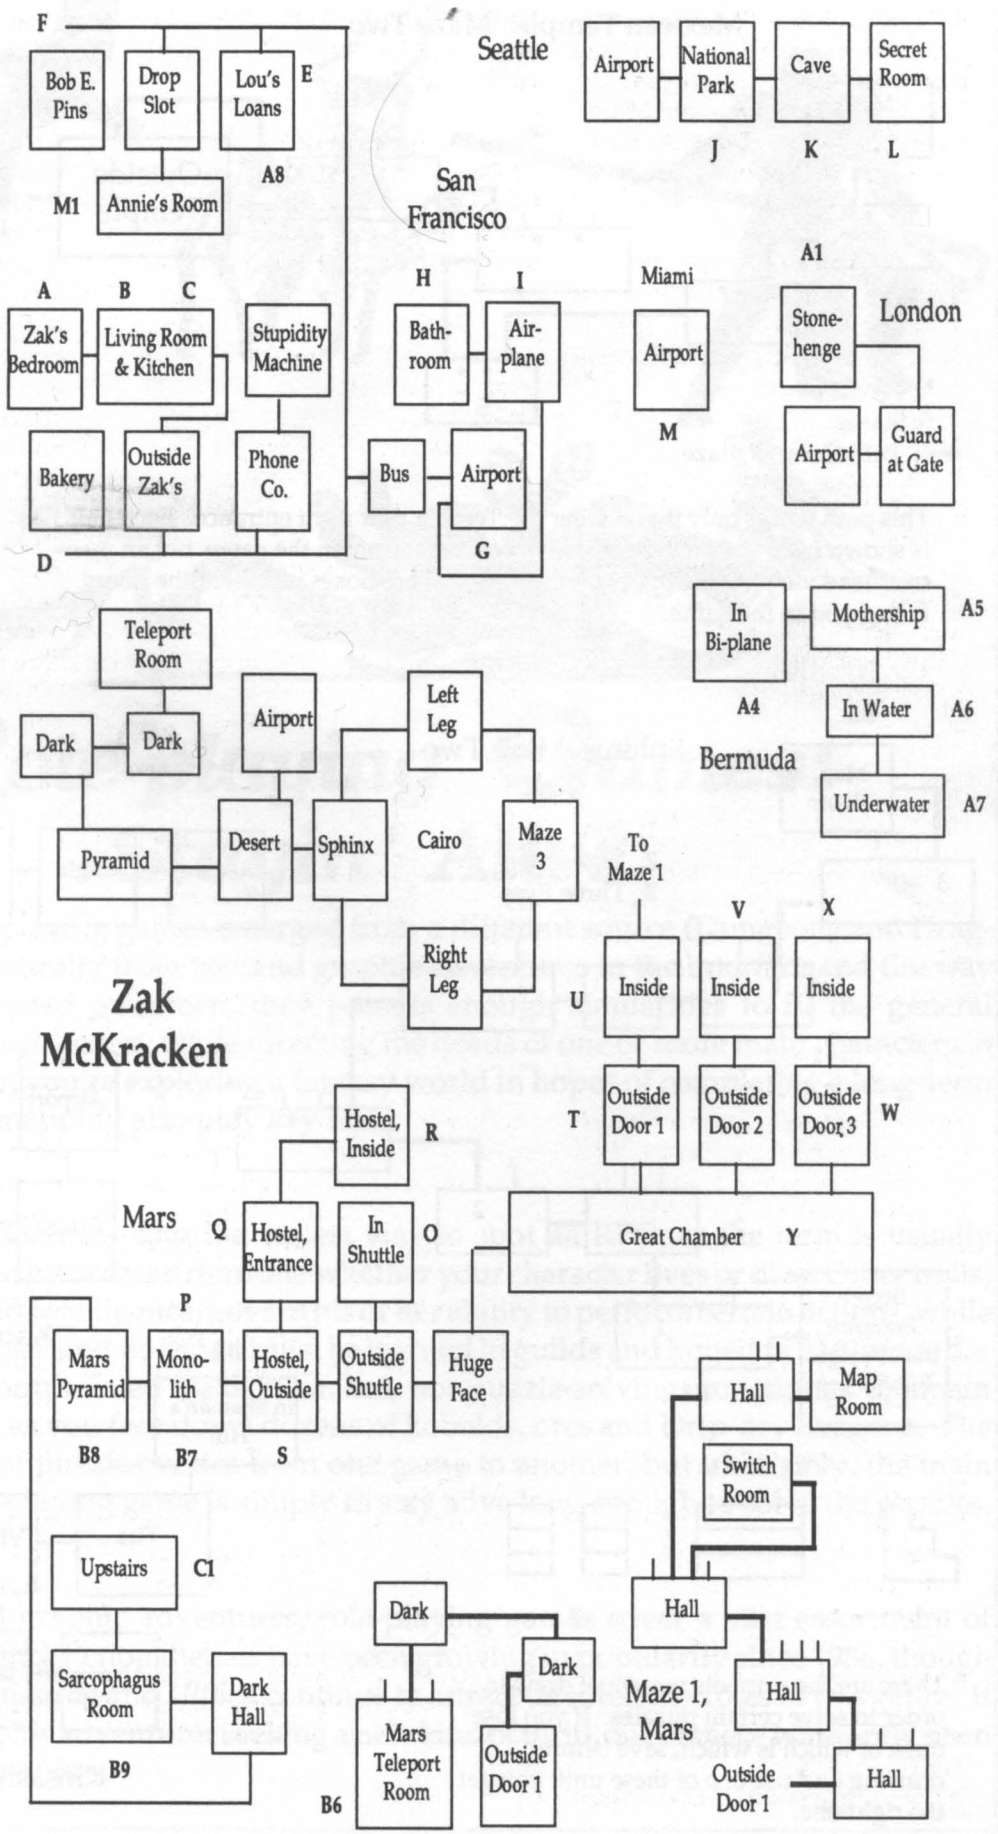 F
Bob E.
Pins
Drop
Slot
Lou's
Loans
E
A8
M1
Annie's Room
Seattle
Airport
National
Park
Cave
Secret
Room
J
K
L
San
Francisco
A
B
C
Zak's
Bedroom
Living Room
& Kitchen
Stupidity
Machine
Bakery
Outside
Zak's
Phone
Co.
D
H
I
Bath-
room
Air-
plane
Bus
Airport
G
Miami
Airport
M
A1
London
Stone-
henge
Airport
Guard
at Gate
In
Bi-plane
A4
Mothership
A5
In Water
A6
Bermuda
Underwater
A7
Teleport
Room
Dark
Dark
Airport
Left
Leg
Pyramid
Desert
Sphinx
Cairo
Maze
3
Right
Leg
Zak
McKracken
To
Maze 1
V
X
U
Inside
Inside
Inside
T
Outside
Door 1
Outside
Door 2
Outside
Door 3
W
Great Chamber
Y
Hostel,
Inside
R
Mars
Q
Hostel,
Entrance
In
Shuttle
O
P
Mars
Pyramid
Mono-
lith
Hostel,
Outside
Outside
Shuttle
Huge
Face
B8
B7
S
Hall
Map
Room
Switch
Room
Hall
Hall
Maze 1,
Mars
Outside
Door 1
Hall
Upstairs
C1
Sarcophagus
Room
Dark
Hall
B9
Dark
Dark
Mars
Teleport
Room
Outside
Door 1
B6